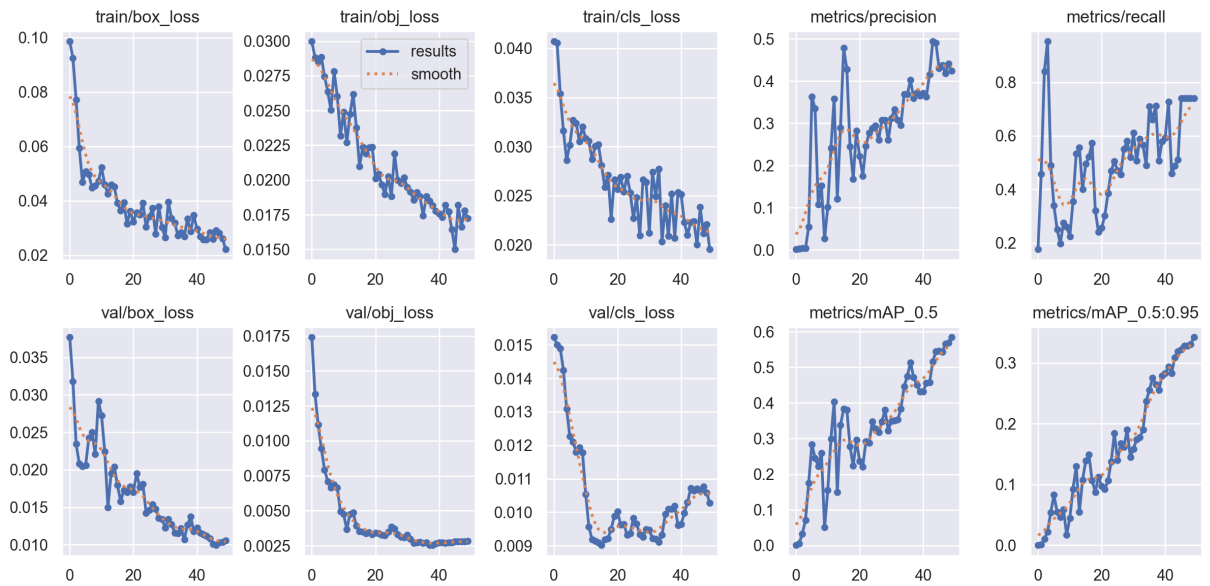 train/box_loss
train/obj_loss
train/cls_loss
metrics/precision
metrics/recall
0.10
0.08
0.06
0.04
0.02
0 20 40
0.0300
0.0275
0.0250
0.0225
0.0200
0.0175
0.0150
results
smooth
0 20 40
0.040
0.035
0.030
0.025
0.020
0 20 40
0.5
0.4
0.3
0.2
0.1
0.0
0 20 40
0.8
0.6
0.4
0.2
0 20 40
val/box_loss
val/obj_loss
val/cls_loss
metrics/mAP_0.5
metrics/mAP_0.5:0.95
0.035
0.030
0.025
0.020
0.015
0.010
0 20 40
0.0175
0.0150
0.0125
0.0100
0.0075
0.0050
0.0025
0 20 40
0.015
0.014
0.013
0.012
0.011
0.010
0.009
0 20 40
0.6
0.5
0.4
0.3
0.2
0.1
0.0
0 20 40
0.3
0.2
0.1
0.0
0 20 40